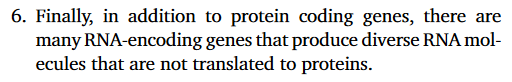 6. Finally, in addition to protein coding genes, there are
many RNA-encoding genes that produce diverse RNA mol-
ecules that are not translated to proteins.